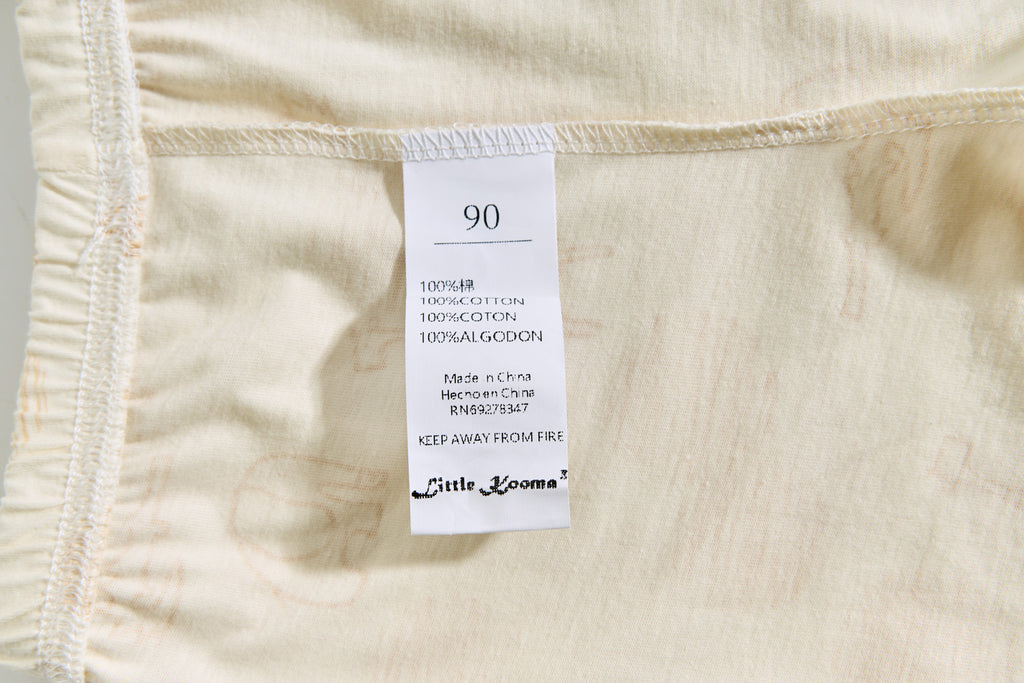 90
100%棉
100%COTTON
100%COTON
100%ALGODON
Made in China
Hecho en China
RN69278347
KEEP AWAY FROM FIRE
Little Kooma